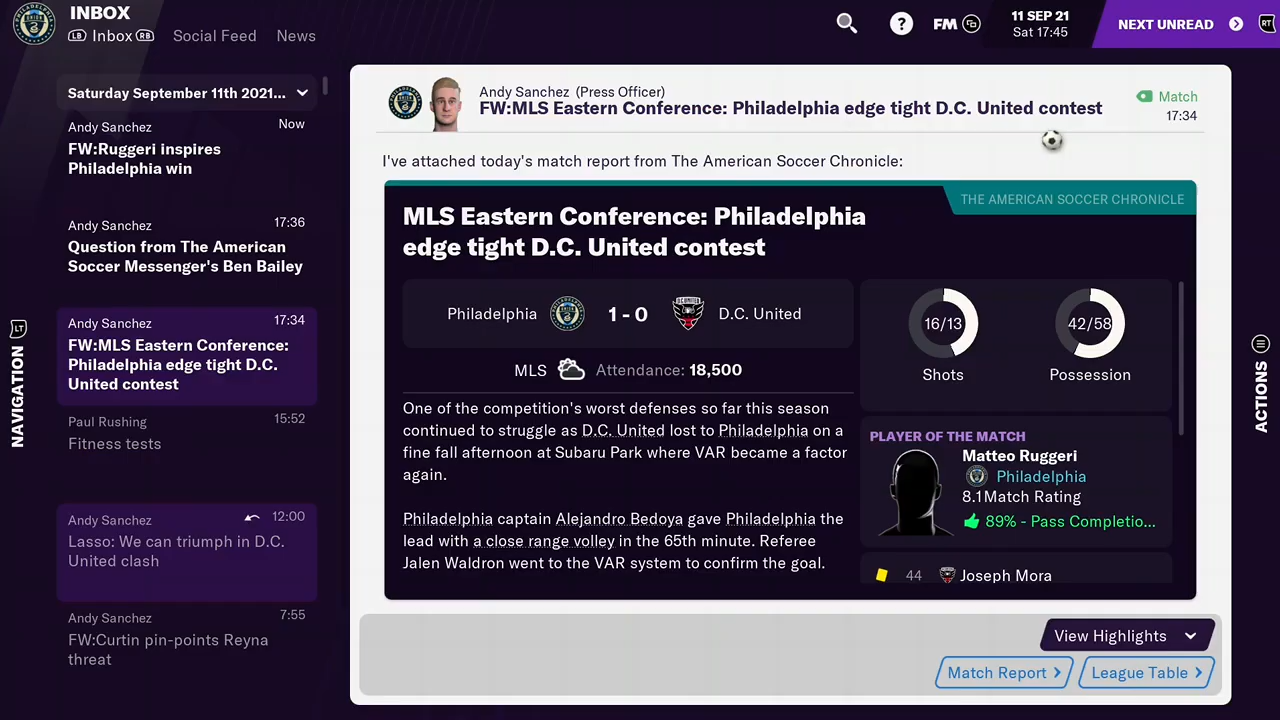 INBOX
LB Inbox RB Social Feed News
FM
11 SEP 21
Sat 17:45
NEXT UNREAD
RT
Saturday September 11th 2021...
Andy Sanchez Now
FW:Ruggeri inspires
Philadelphia win
Andy Sanchez 17:36
Question from The American
Soccer Messenger's Ben Bailey
Andy Sanchez 17:34
FW:MLS Eastern Conference:
Philadelphia edge tight D.C.
United contest
Paul Rushing 15:52
Fitness tests
Andy Sanchez 12:00
Lasso: We can triumph in D.C.
United clash
Andy Sanchez 7:55
FW:Curtin pin-points Reyna
threat
LT
NAVIGATION
Andy Sanchez (Press Officer)
FW:MLS Eastern Conference: Philadelphia edge tight D.C. United contest
Match
17:34
I've attached today's match report from The American Soccer Chronicle:
THE AMERICAN SOCCER CHRONICLE
MLS Eastern Conference: Philadelphia
edge tight D.C. United contest
Philadelphia 1 - 0 D.C. United
MLS Attendance: 18,500
One of the competition's worst defenses so far this season
continued to struggle as D.C. United lost to Philadelphia on a
fine fall afternoon at Subaru Park where VAR became a factor
again.
Philadelphia captain Alejandro Bedoya gave Philadelphia the
lead with a close range volley in the 65th minute. Referee
Jalen Waldron went to the VAR system to confirm the goal.
16/13 42/58
Shots Possession
PLAYER OF THE MATCH
Matteo Ruggeri
Philadelphia
8.1 Match Rating
89% - Pass Completio...
44 Joseph Mora
View Highlights
Match Report League Table
ACTIONS